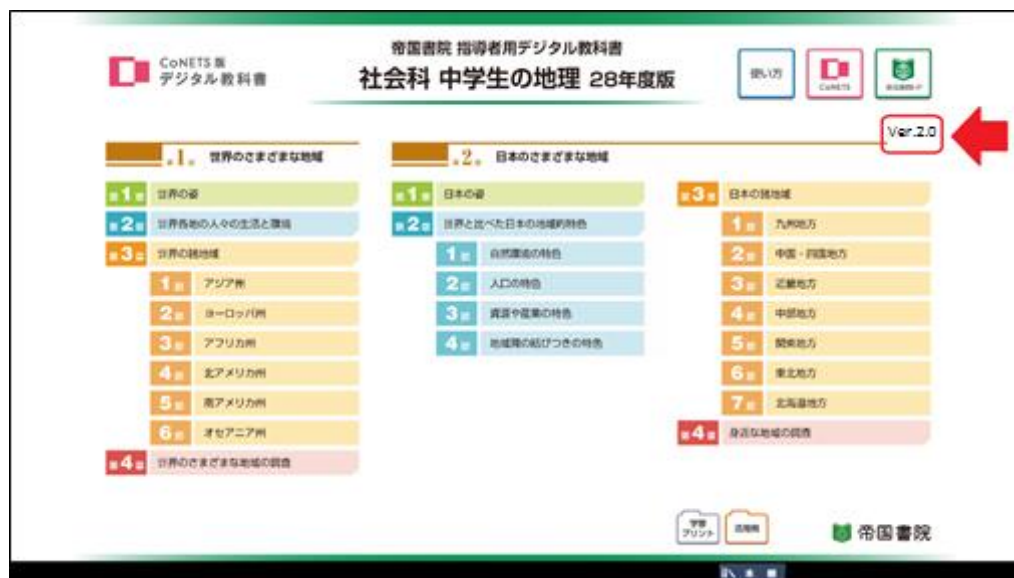 CoNETS版
デジタル教科書
帝国書院 指導者用デジタル教科書
社会科 中学生の地理 28年度版
使い方
CoNETS
Ver.2.0
第1部 世界のさまざまな地域
第1章 世界の姿
第2章 世界各地の人々の生活と環境
第3章 世界の諸地域
1節 アジア州
2節 ヨーロッパ州
3節 アフリカ州
4節 北アメリカ州
5節 南アメリカ州
6節 オセアニア州
第4章 世界のさまざまな地域の調査
第2部 日本のさまざまな地域
第1章 日本の姿
第2章 世界と比べた日本の地域的特色
1節 自然環境の特色
2節 人口の特色
3節 資源や産業の特色
4節 地域間の結びつきの特色
第3章 日本の諸地域
1節 九州地方
2節 中国・四国地方
3節 近畿地方
4節 中部地方
5節 関東地方
6節 東北地方
7節 北海道地方
第4章 身近な地域の調査
学習
プリント
活用例
帝国書院